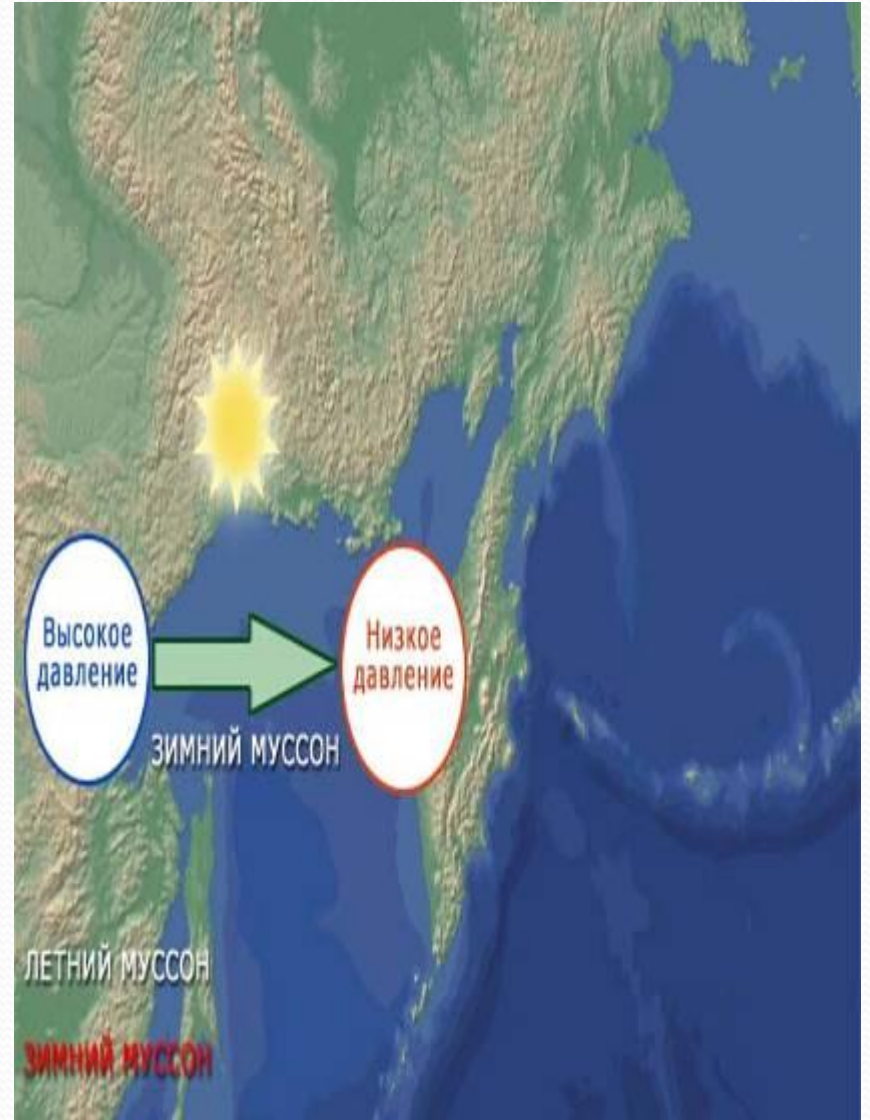 Высокое
давление
Низкое
давление
ЗИМНИЙ МУССОН
ЛЕТНИЙ МУССОН
ЗИМНИЙ МУССОН